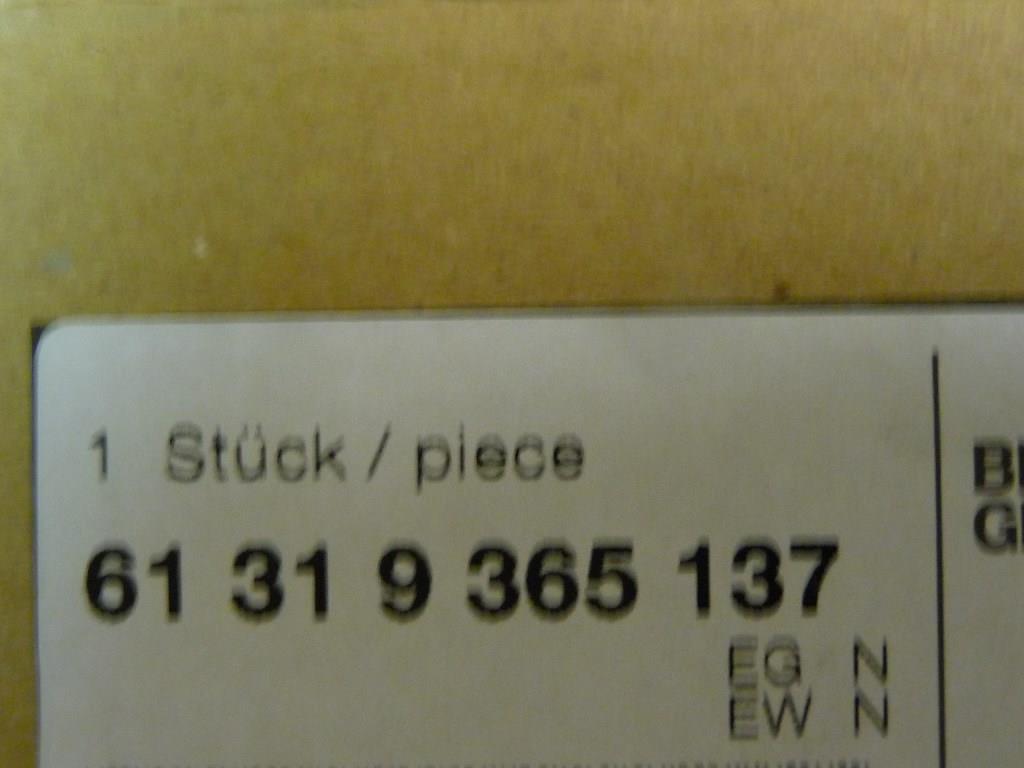 1 Stück / piece
61 31 9 365 137
EG N
EW N